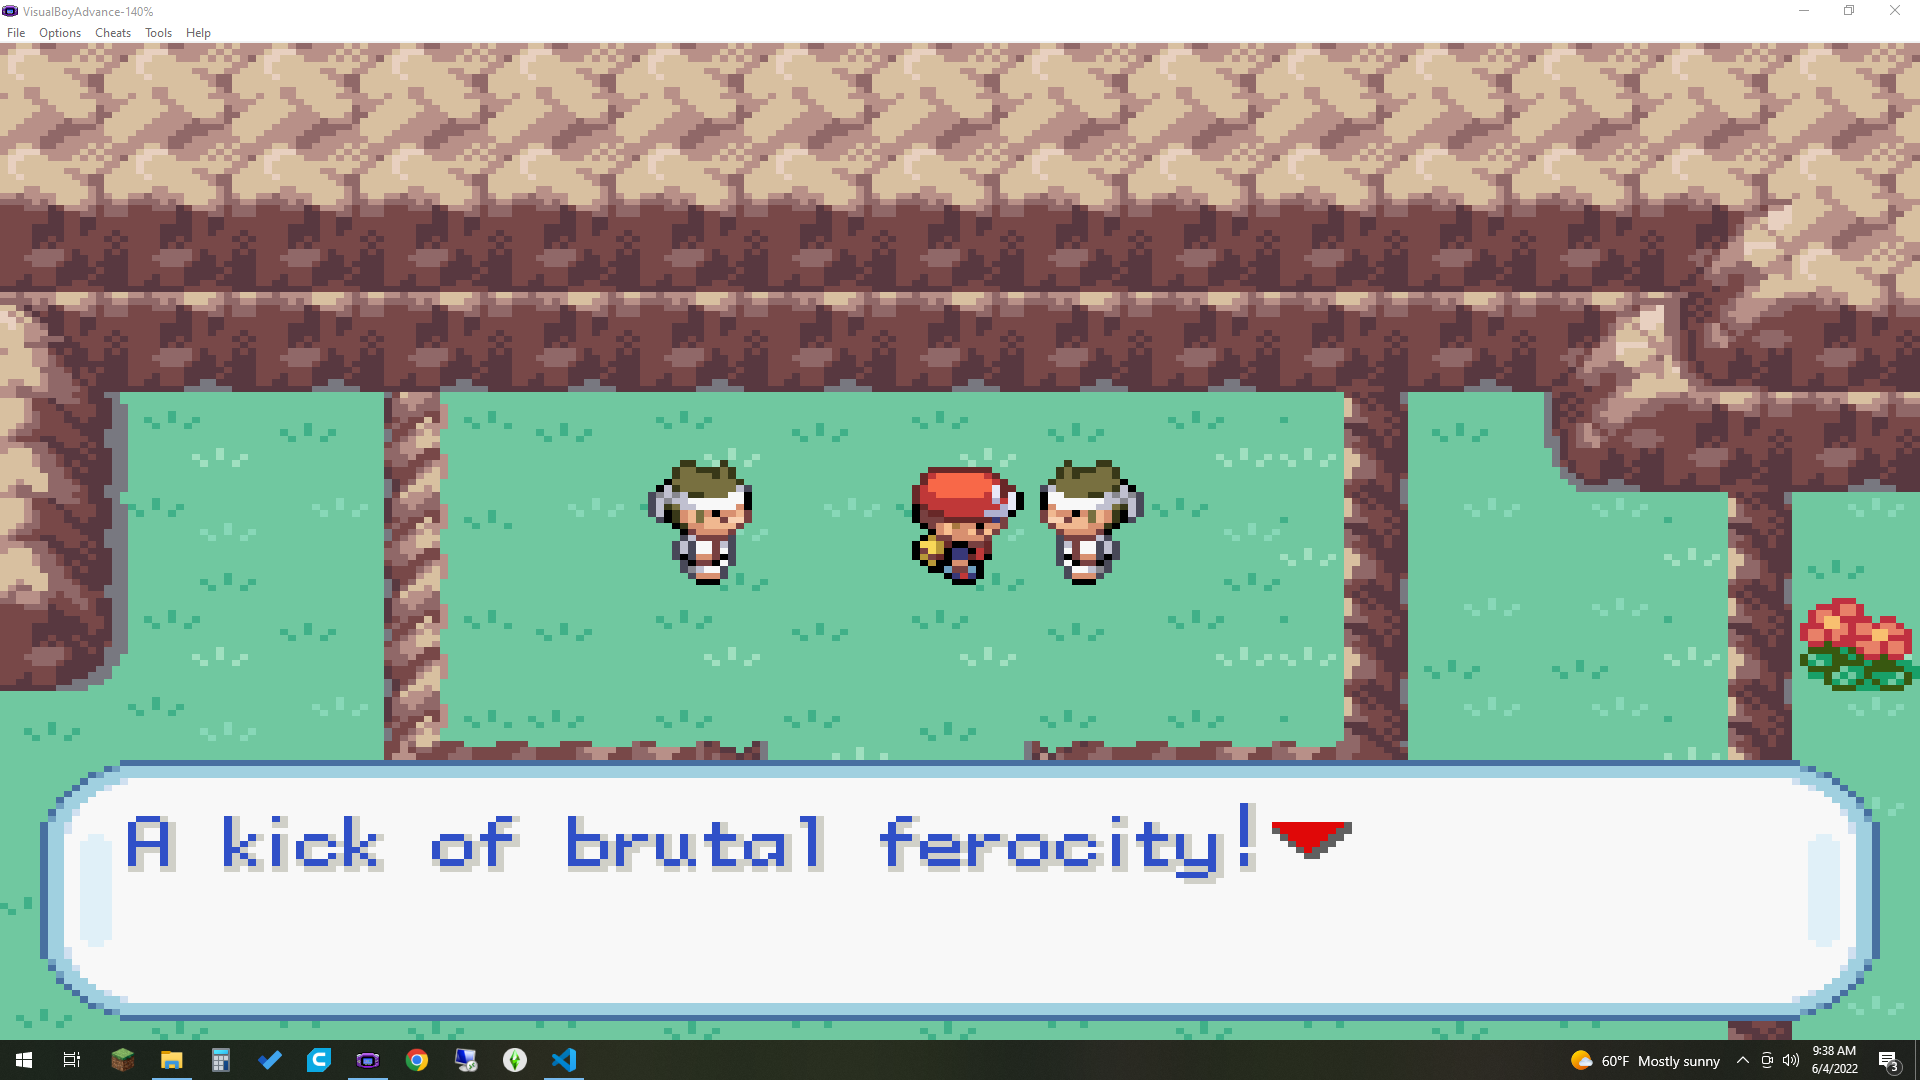 VisualBoyAdvance-140%
File Options Cheats Tools Help
A kick of brutal ferocity!
60°F Mostly sunny
9:38 AM
6/4/2022
3